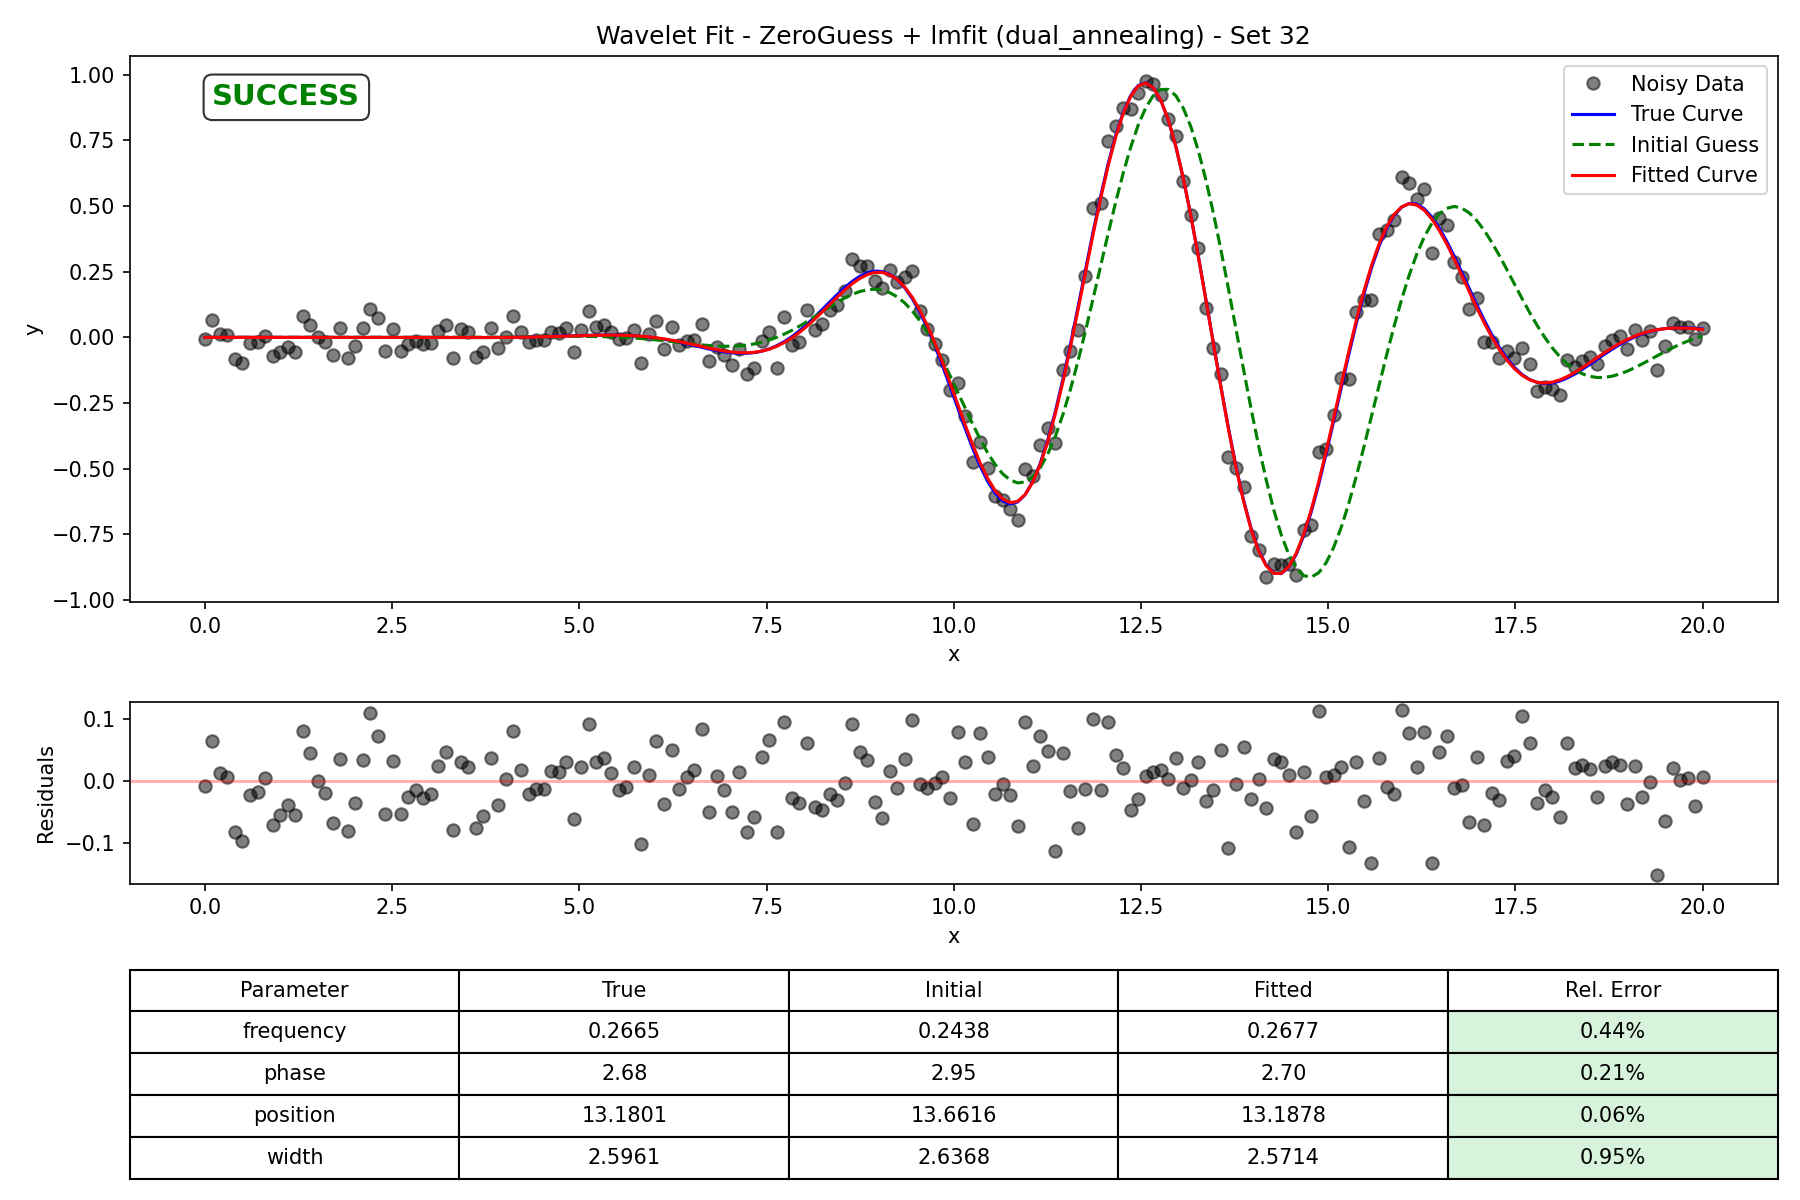 Wavelet Fit - ZeroGuess + lmfit (dual_annealing) - Set 32
SUCCESS
Noisy Data
True Curve
Initial Guess
Fitted Curve
y
1.00
0.75
0.50
0.25
0.00
−0.25
−0.50
−0.75
−1.00
0.0 2.5 5.0 7.5 10.0 12.5 15.0 17.5 20.0
x
Residuals
0.1
0.0
−0.1
0.0 2.5 5.0 7.5 10.0 12.5 15.0 17.5 20.0
x
Parameter True Initial Fitted Rel. Error
frequency 0.2665 0.2438 0.2677 0.44%
phase 2.68 2.95 2.70 0.21%
position 13.1801 13.6616 13.1878 0.06%
width 2.5961 2.6368 2.5714 0.95%